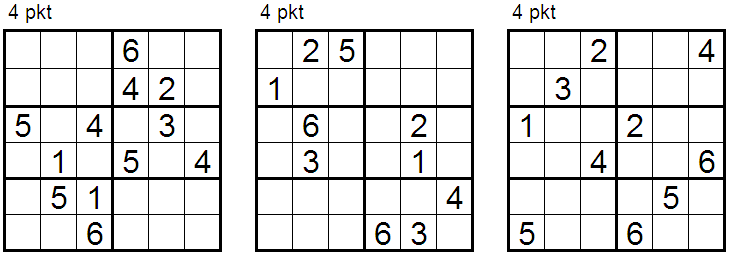 4 pkt 4 pkt 4 pkt
6 2 5 2 4
4 2 1 3
5 4 3 6 2 1 2
1 5 4 3 1 4 6
5 1 4 5
6 6 3 5 6